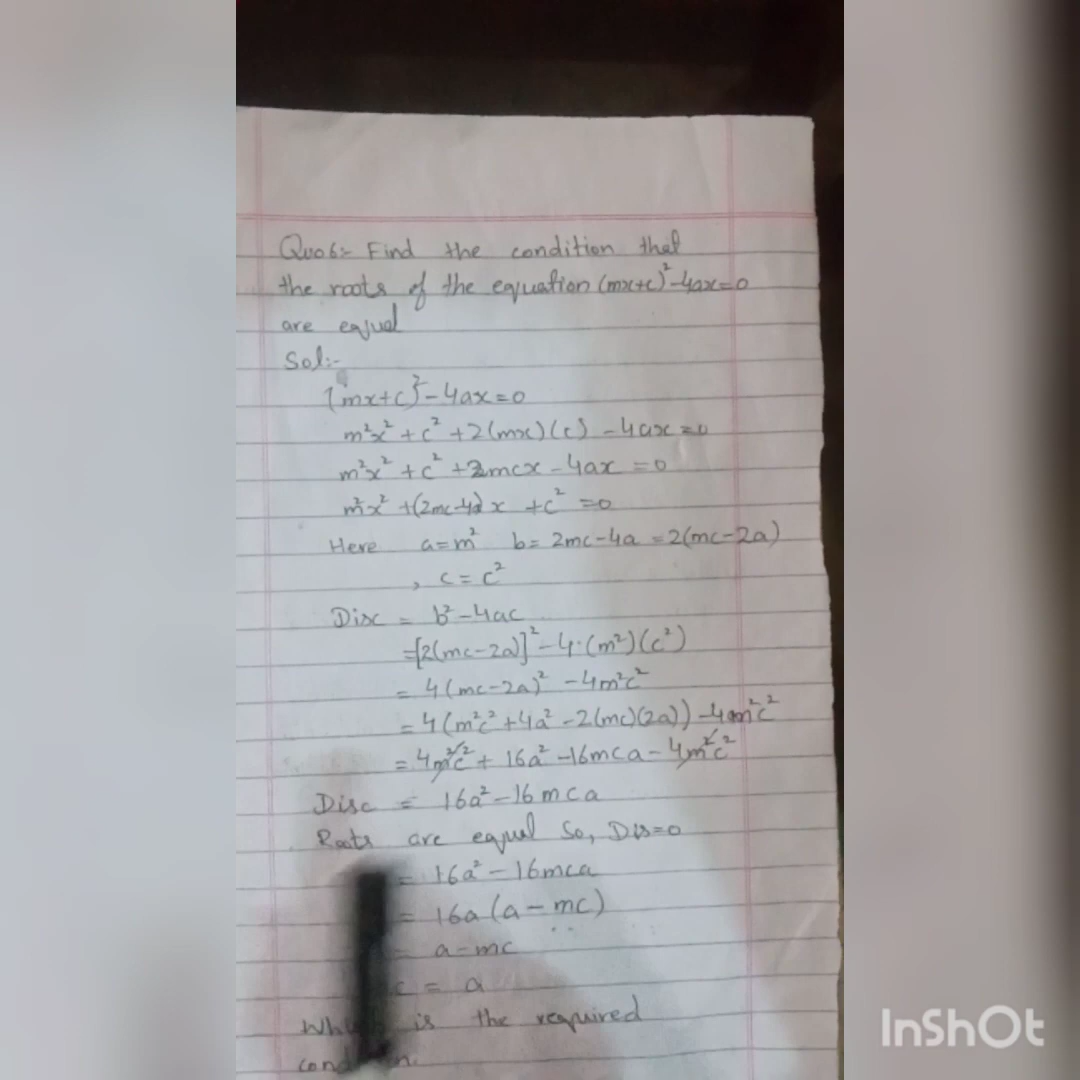 Quo6:- Find the condition that
the roots of the equation (mx+c)²-4ax=0
are equal
Sol:-
(mx+c)²-4ax=0
m²x²+c²+2(mx)(c)-4ax=0
m²x²+c²+2mcx-4ax=0
m²x²+(2mc-4a)x+c²=0
Here a=m² b=2mc-4a=2(mc-2a)
, c=c²
Disc = b²-4ac
=[2(mc-2a)]²-4.(m²)(c²)
= 4(mc-2a)²-4m²c²
= 4(m²c²+4a²-2(mc)(2a))-4m²c²
= 4m²c²+16a²-16mca-4m²c²
Disc = 16a²-16mca
Roots are equal So, Dis=0
= 16a²-16mca
= 16a(a-mc)
= a-mc
c = a
is the required
InShOt